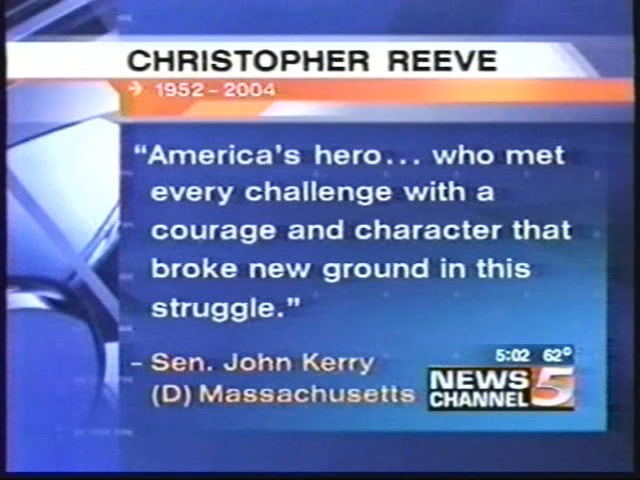 CHRISTOPHER REEVE
1952 - 2004
“America's hero... who met
every challenge with a
courage and character that
broke new ground in this
struggle.”
- Sen. John Kerry
(D) Massachusetts
5:02 62°
NEWS 5
CHANNEL